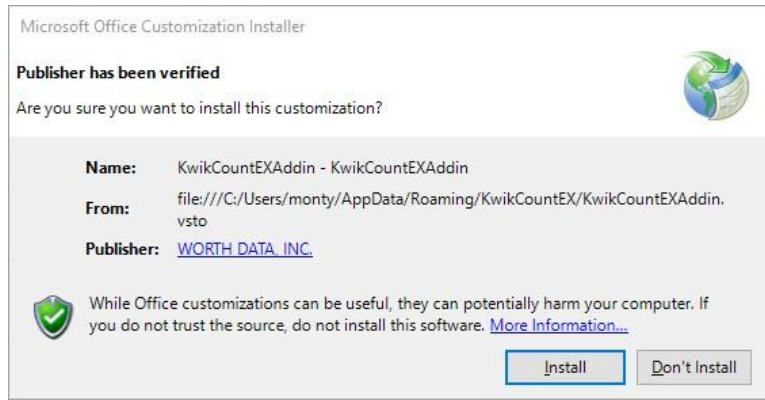 Microsoft Office Customization Installer
Publisher has been verified
Are you sure you want to install this customization?
Name: KwikCountEXAddin - KwikCountEXAddin
From: file:///C:/Users/monty/AppData/Roaming/KwikCountEX/KwikCountEXAddin.
vsto
Publisher: WORTH DATA, INC.
While Office customizations can be useful, they can potentially harm your computer. If
you do not trust the source, do not install this software. More Information...
Install Don't Install